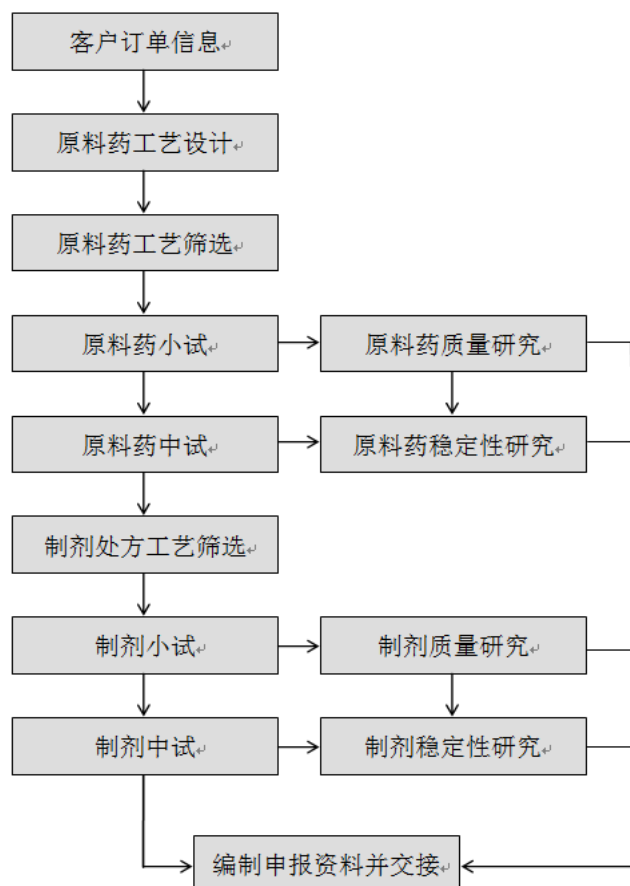 客户订单信息
原料药工艺设计
原料药工艺筛选
原料药小试
原料药质量研究
原料药中试
原料药稳定性研究
制剂处方工艺筛选
制剂小试
制剂质量研究
制剂中试
制剂稳定性研究
编制申报资料并交接